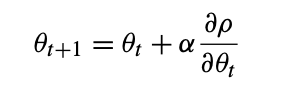 θ_{t+1} = θ_t + α ∂ρ/∂θ_t